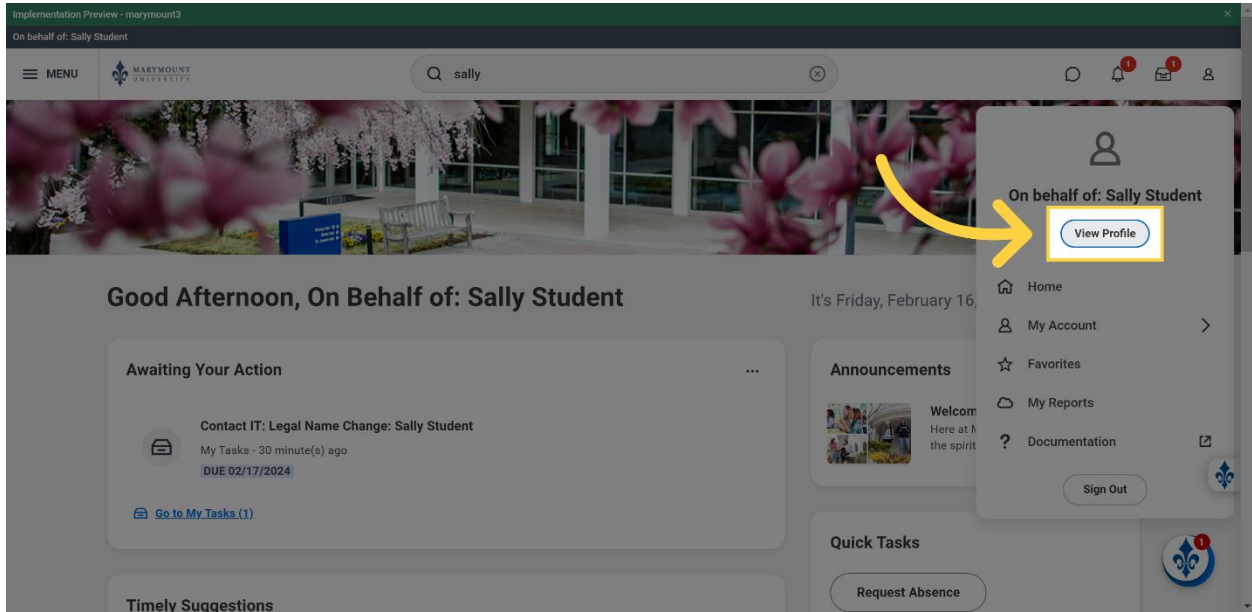 Implementation Preview - marymount3
On behalf of: Sally Student
MENU
MARYMOUNT
UNIVERSITY
sally
1
1
On behalf of: Sally Student
View Profile
Home
My Account
Favorites
My Reports
Documentation
Sign Out
Good Afternoon, On Behalf of: Sally Student
It's Friday, February 16,
Awaiting Your Action
Contact IT: Legal Name Change: Sally Student
My Tasks - 30 minute(s) ago
DUE 02/17/2024
Go to My Tasks (1)
Announcements
Welcom
Here at
the spirit
Quick Tasks
Request Absence
1
Timely Suggestions